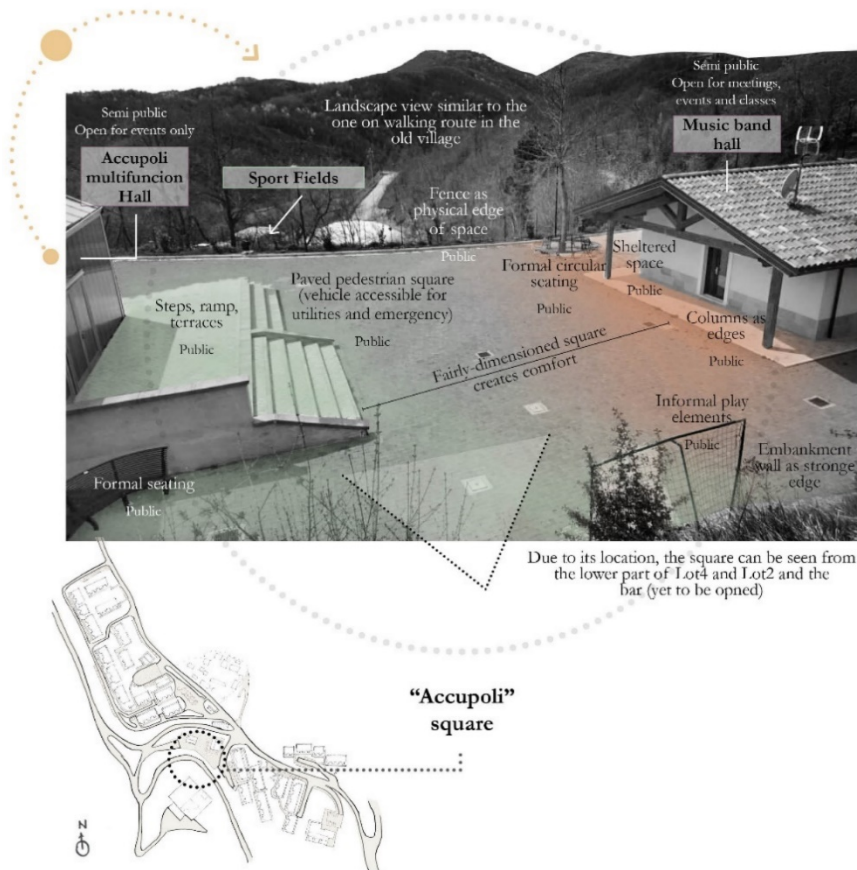 Semi public
Open for events only
Accupoli
multifuncion
Hall
Sport Fields
Landscape view similar to the
one on walking route in the
old village
Semi public
Open for meetings,
events and classes
Music band
hall
Fence as
physical edge
of space
Public
Steps, ramp,
terraces
Public
Paved pedestrian square
(vehicle accessible for
utilities and emergency)
Public
Formal circular
seating
Public
Sheltered
space
Public
Columns as
edges
Public
Fairly-dimensioned square
creates comfort
Informal play
elements
Public
Embankment
wall as stronge
edge
Formal seating
Public
Due to its location, the square can be seen from
the lower part of Lot4 and Lot2 and the
bar (yet to be opned)
"Accupoli"
square
N